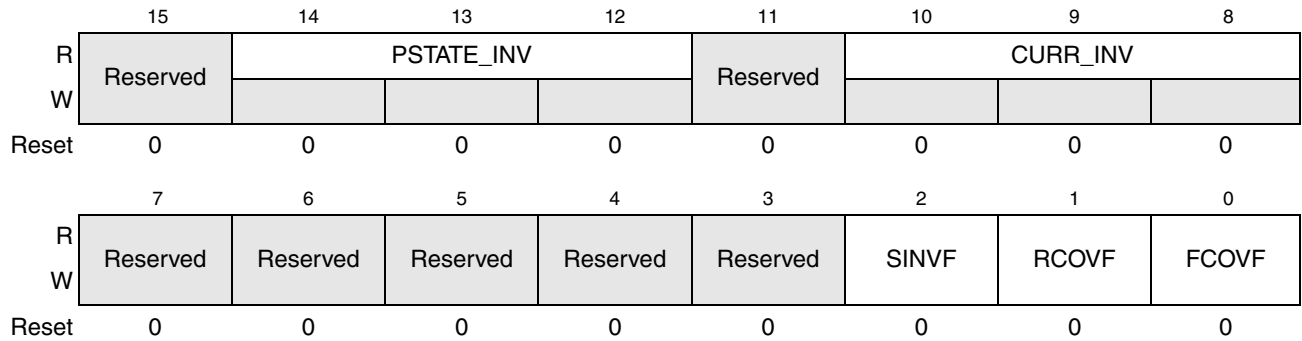 15 14 13 12 11 10 9 8
R Reserved PSTATE_INV Reserved CURR_INV
W
Reset 0 0 0 0 0 0 0 0
7 6 5 4 3 2 1 0
R Reserved Reserved Reserved Reserved Reserved SINVF RCOVF FCOVF
W
Reset 0 0 0 0 0 0 0 0